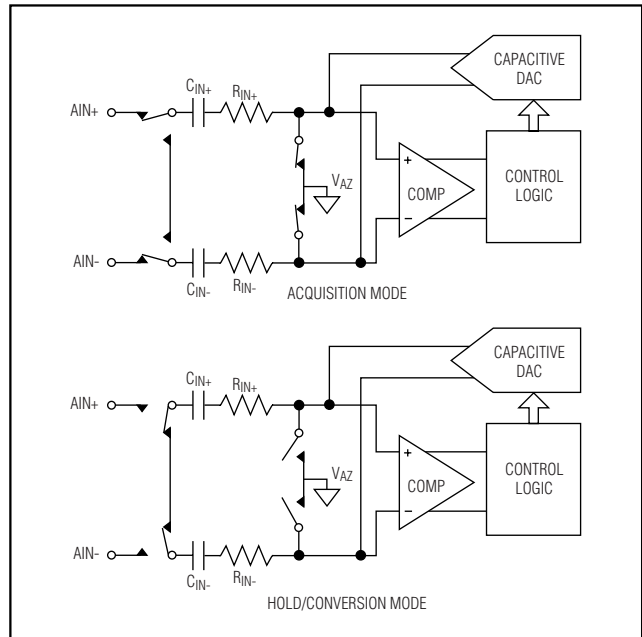 CAPACITIVE
DAC
CIN+
RIN+
AIN+
VAZ
+
COMP
−
CONTROL
LOGIC
AIN-
CIN-
RIN-
ACQUISITION MODE
CAPACITIVE
DAC
CIN+
RIN+
AIN+
VAZ
+
COMP
−
CONTROL
LOGIC
AIN-
CIN-
RIN-
HOLD/CONVERSION MODE